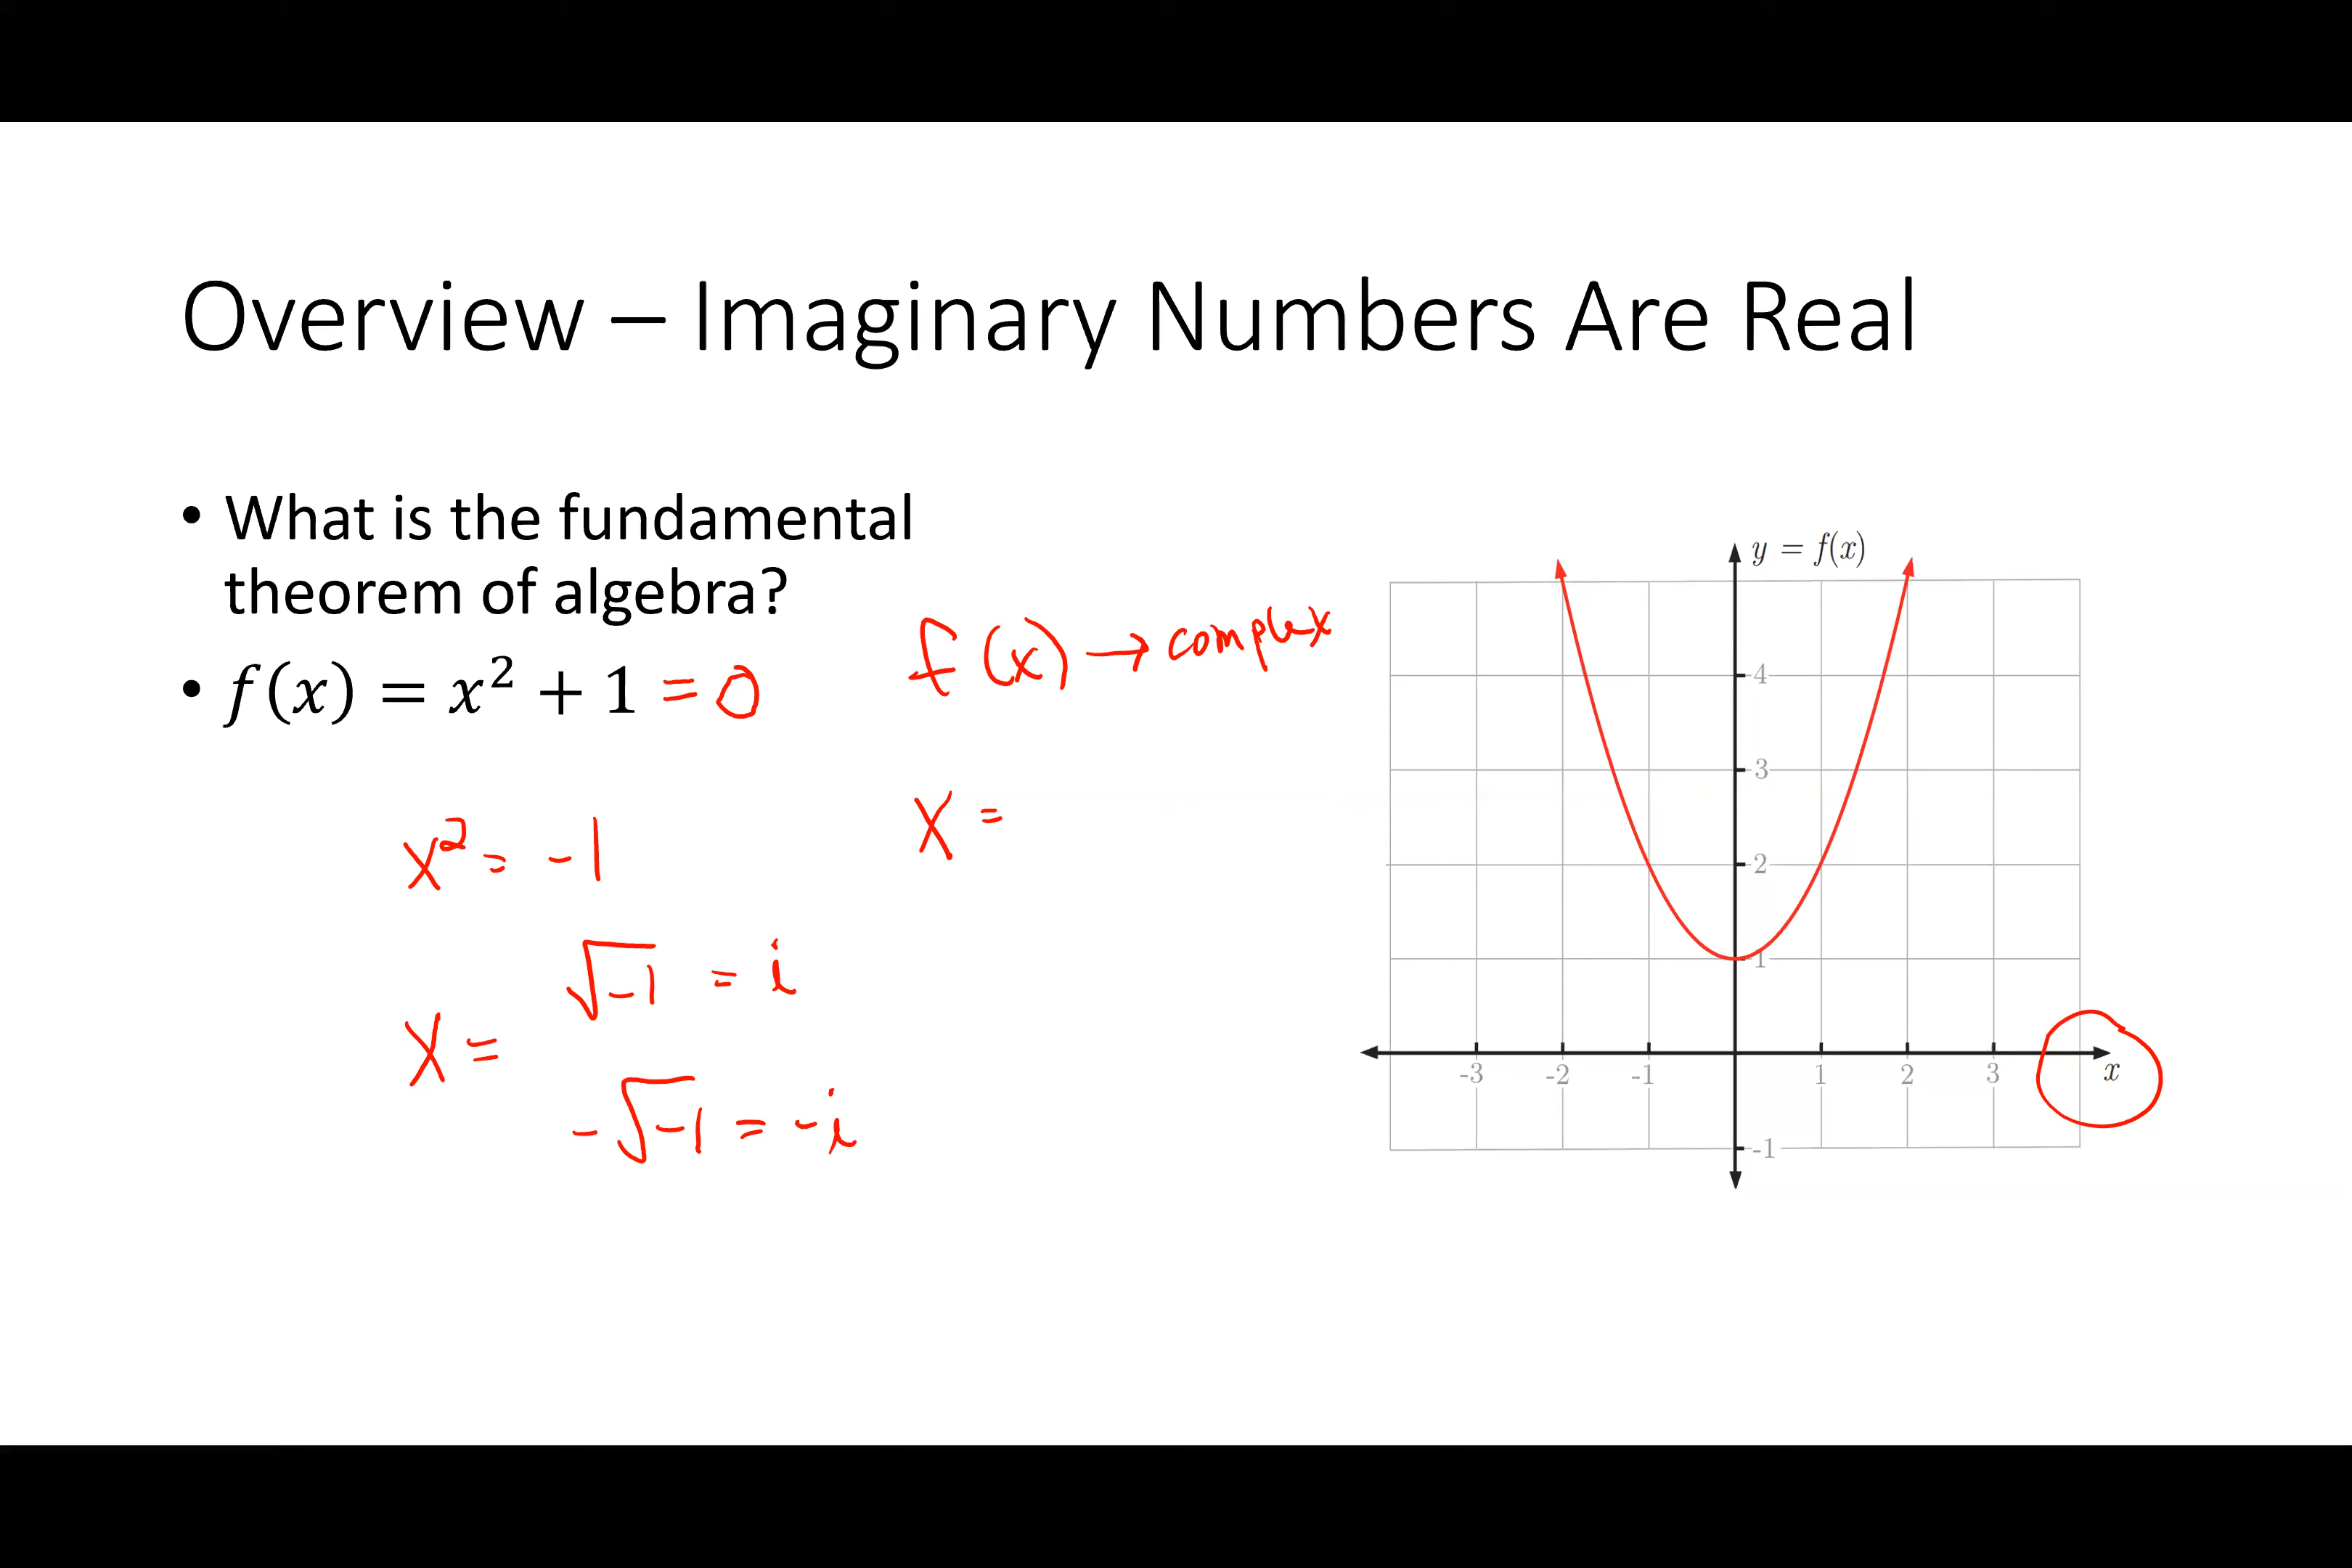 Overview – Imaginary Numbers Are Real
• What is the fundamental
theorem of algebra?
• f(x) = x² + 1 = 0
f(x) → complex
x² = -1
x =
√-1 = i
x =
-√-1 = -i
y = f(x)
4
3
2
1
-3 -2 -1 1 2 3 x
-1